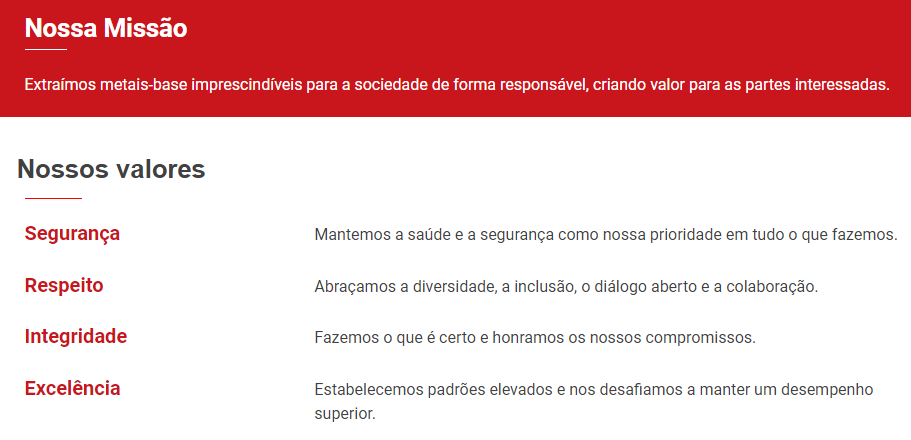 Nossa Missão
Extraímos metais-base imprescindíveis para a sociedade de forma responsável, criando valor para as partes interessadas.
Nossos valores
Segurança
Mantemos a saúde e a segurança como nossa prioridade em tudo o que fazemos.
Respeito
Abraçamos a diversidade, a inclusão, o diálogo aberto e a colaboração.
Integridade
Fazemos o que é certo e honramos os nossos compromissos.
Excelência
Estabelecemos padrões elevados e nos desafiamos a manter um desempenho
superior.